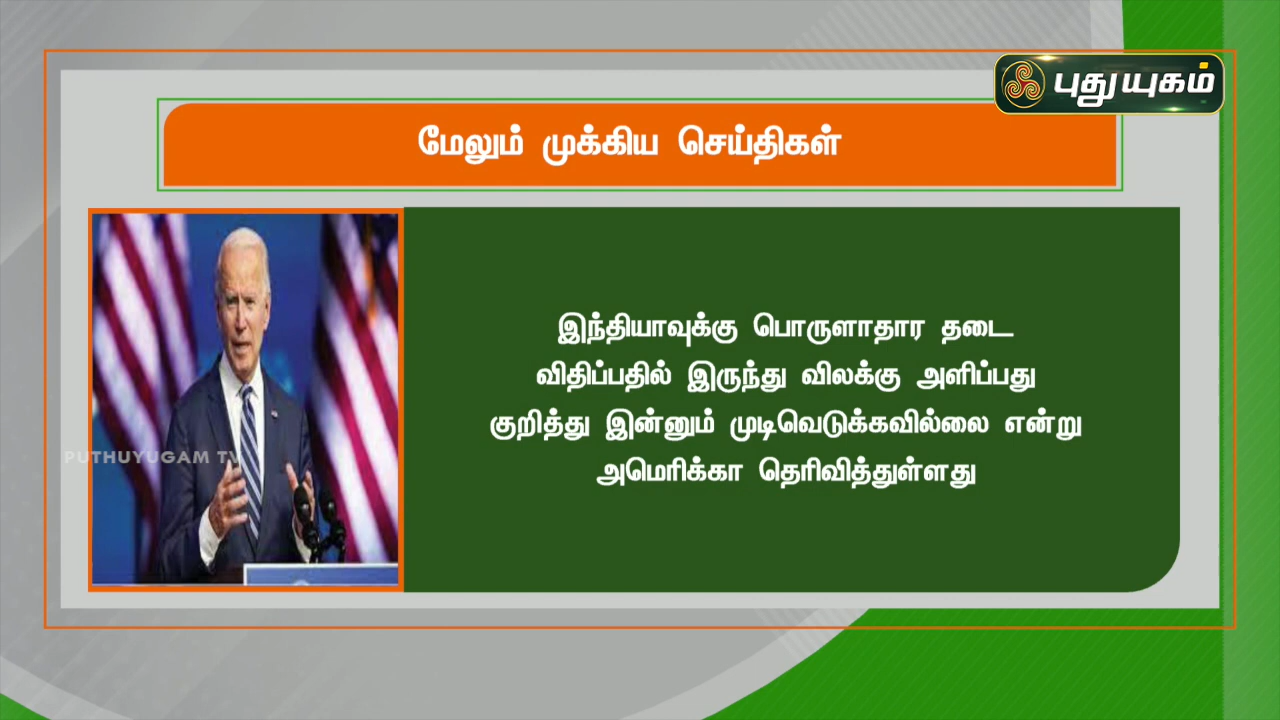 புதுயுகம்
மேலும் முக்கிய செய்திகள்
இந்தியாவுக்கு பொருளாதார தடை
விதிப்பதில் இருந்து விலக்கு அளிப்பது
குறித்து இன்னும் முடிவெடுக்கவில்லை என்று
அமெரிக்கா தெரிவித்துள்ளது
PUTHUYUGAM TV